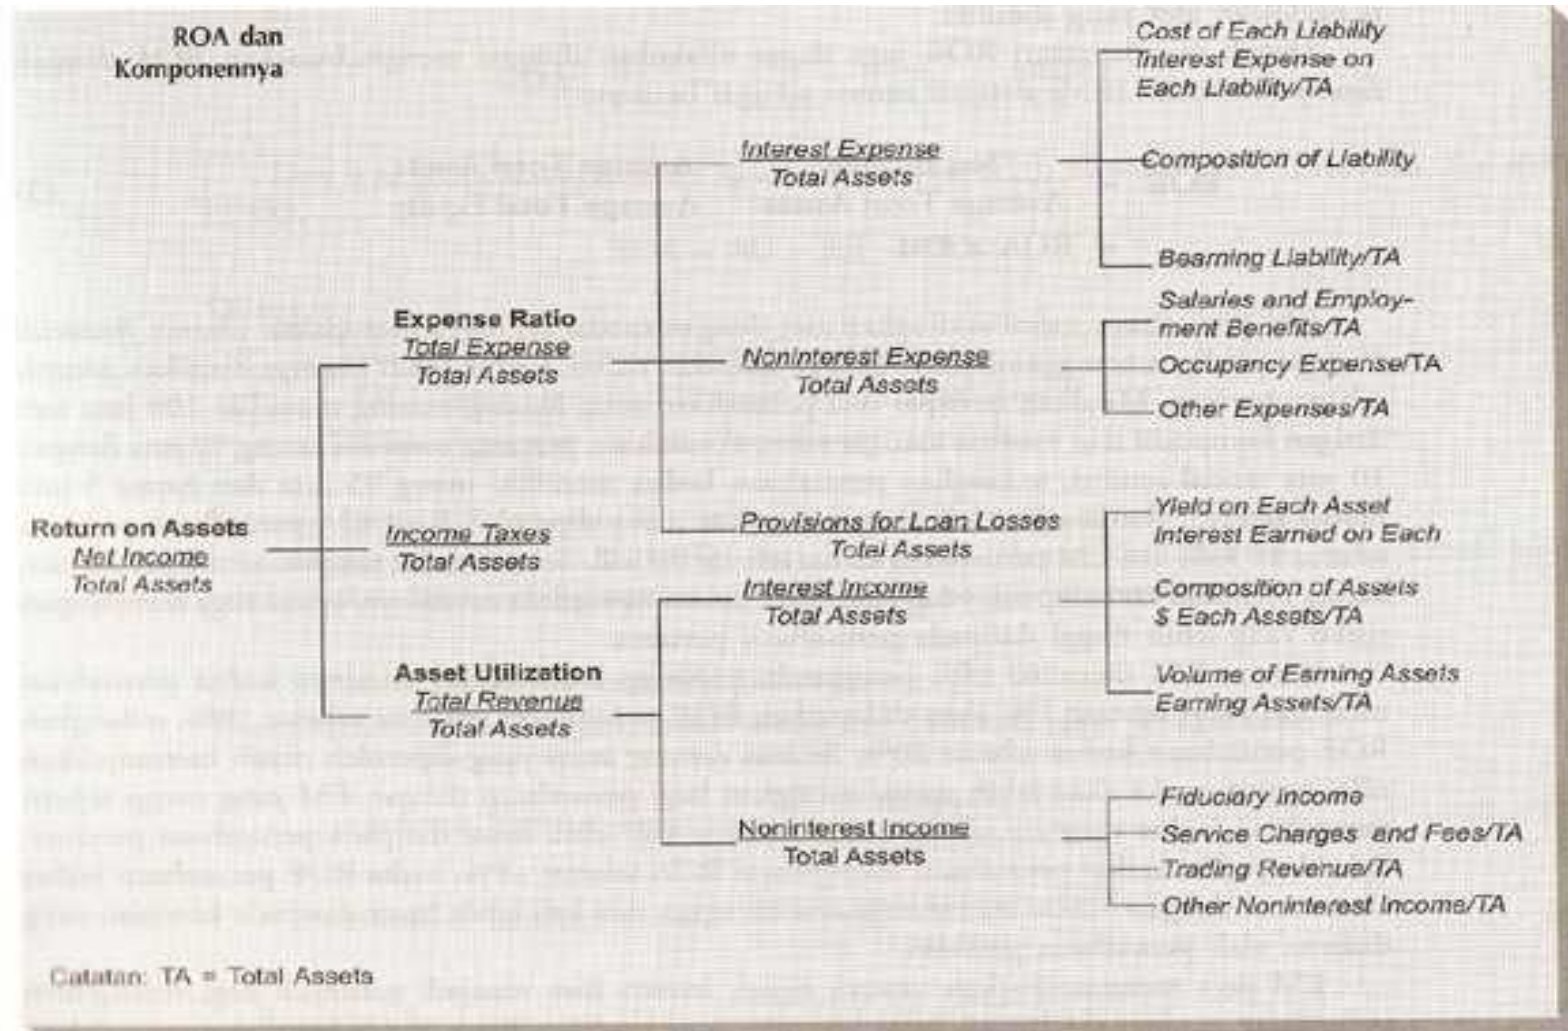 ROA dan
Komponennya
Cost of Each Liability
Interest Expense on
Each Liability/TA
Interest Expense
Total Assets
Composition of Liability
Bearning Liability/TA
Expense Ratio
Total Expense
Total Assets
Noninterest Expense
Total Assets
Salaries and Employ-
ment Benefits/TA
Occupancy Expense/TA
Other Expenses/TA
Return on Assets
Net Income
Total Assets
Income Taxes
Total Assets
Provisions for Loan Losses
Total Assets
Interest Income
Total Assets
Yield on Each Asset
Interest Earned on Each
Composition of Assets
$ Each Assets/TA
Volume of Earning Assets
Earning Assets/TA
Asset Utilization
Total Revenue
Total Assets
Noninterest Income
Total Assets
Fiduciary Income
Service Charges and Fees/TA
Trading Revenue/TA
Other Noninterest Income/TA
Catatan: TA = Total Assets